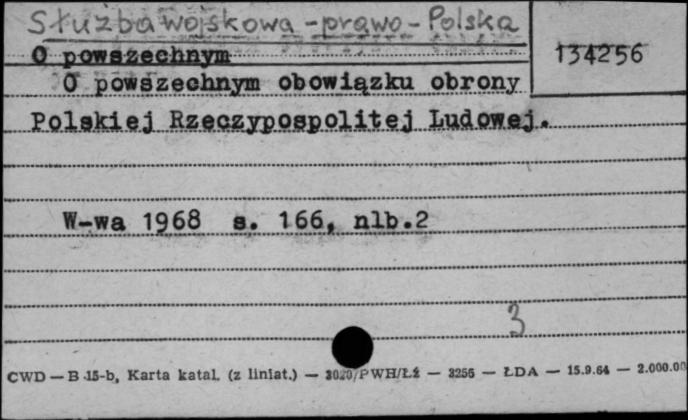 Służba wojskowa - prawo - Polska
O powszechnym
134256
O powszechnym obowiązku obrony
Polskiej Rzeczypospolitej Ludowej.
W-wa 1968 s. 166, nlb.2
3
CWD — B-15-b, Karta katal. (z liniat.) — 3020/PWH/Łż — 3256 — ŁDA — 15.9.64 — 2.000.00